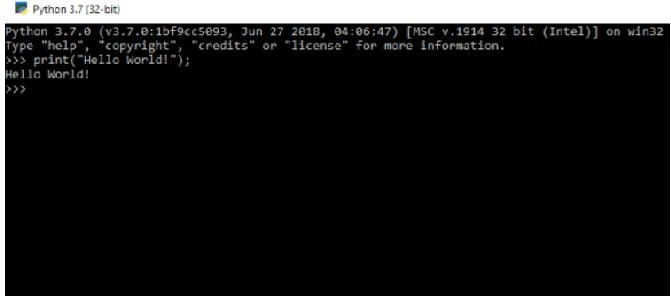 Python 3.7 (32-bit)
Python 3.7.0 (v3.7.0:1bf9cc5093, Jun 27 2018, 04:06:47) [MSC v.1914 32 bit (Intel)] on win32
Type "help", "copyright", "credits" or "license" for more information.
>>> print("Hello World!");
Hello World!
>>>